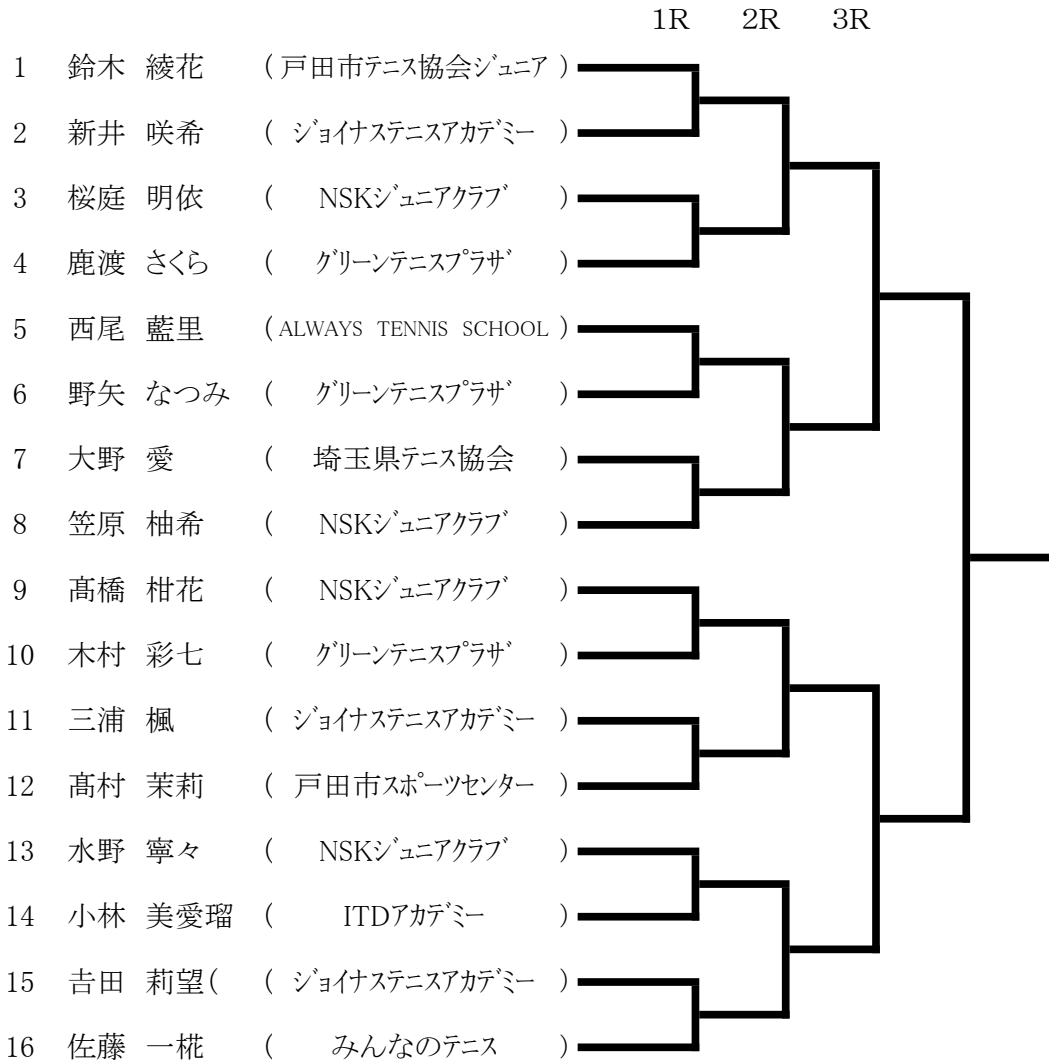 1R 2R 3R
1 鈴木 綾花 ( 戸田市ﾃﾆｽ協会ｼﾞｭﾆｱ )
2 新井 咲希 ( ｼﾞｮｲﾅｽﾃﾆｽｱｶﾃﾞﾐｰ )
3 桜庭 明依 ( NSKｼﾞｭﾆｱｸﾗﾌﾞ )
4 鹿渡 さくら ( ｸﾞﾘｰﾝﾃﾆｽﾌﾟﾗｻﾞ )
5 西尾 藍里 ( ALWAYS TENNIS SCHOOL )
6 野矢 なつみ ( ｸﾞﾘｰﾝﾃﾆｽﾌﾟﾗｻﾞ )
7 大野 愛 ( 埼玉県ﾃﾆｽ協会 )
8 笠原 柚希 ( NSKｼﾞｭﾆｱｸﾗﾌﾞ )
9 髙橋 柑花 ( NSKｼﾞｭﾆｱｸﾗﾌﾞ )
10 木村 彩七 ( ｸﾞﾘｰﾝﾃﾆｽﾌﾟﾗｻﾞ )
11 三浦 楓 ( ｼﾞｮｲﾅｽﾃﾆｽｱｶﾃﾞﾐｰ )
12 髙村 茉莉 ( 戸田市ｽﾎﾟｰﾂｾﾝﾀｰ )
13 水野 寧々 ( NSKｼﾞｭﾆｱｸﾗﾌﾞ )
14 小林 美愛瑠 ( ITDｱｶﾃﾞﾐｰ )
15 𠮷田 莉望( ( ｼﾞｮｲﾅｽﾃﾆｽｱｶﾃﾞﾐｰ )
16 佐藤 一椛 ( みんなのﾃﾆｽ )